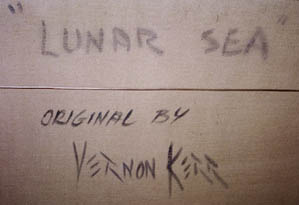 "LUNAR SEA"
ORIGINAL BY
VERNON KERR